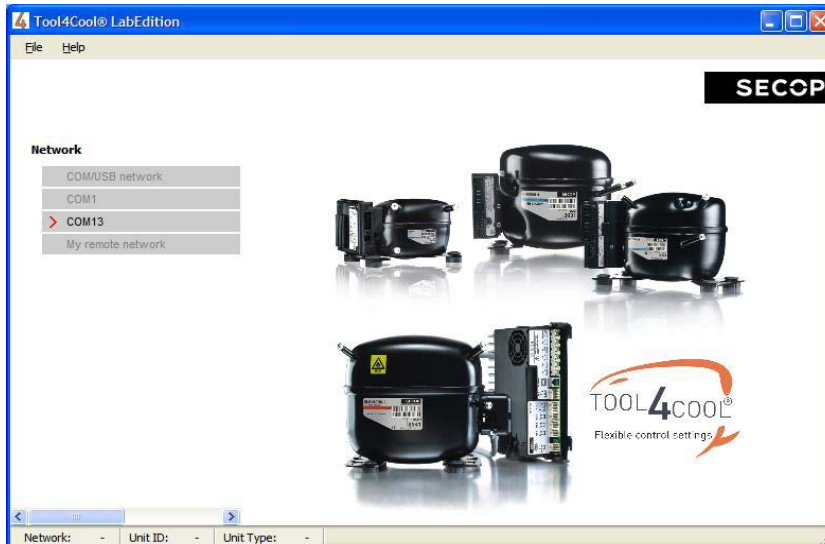 Tool4Cool® LabEdition
File Help
SECOP
Network
COM/USB network
COM1
COM13
My remote network
TOOL4COOL®
Flexible control settings
Network: - Unit ID: - Unit Type: -